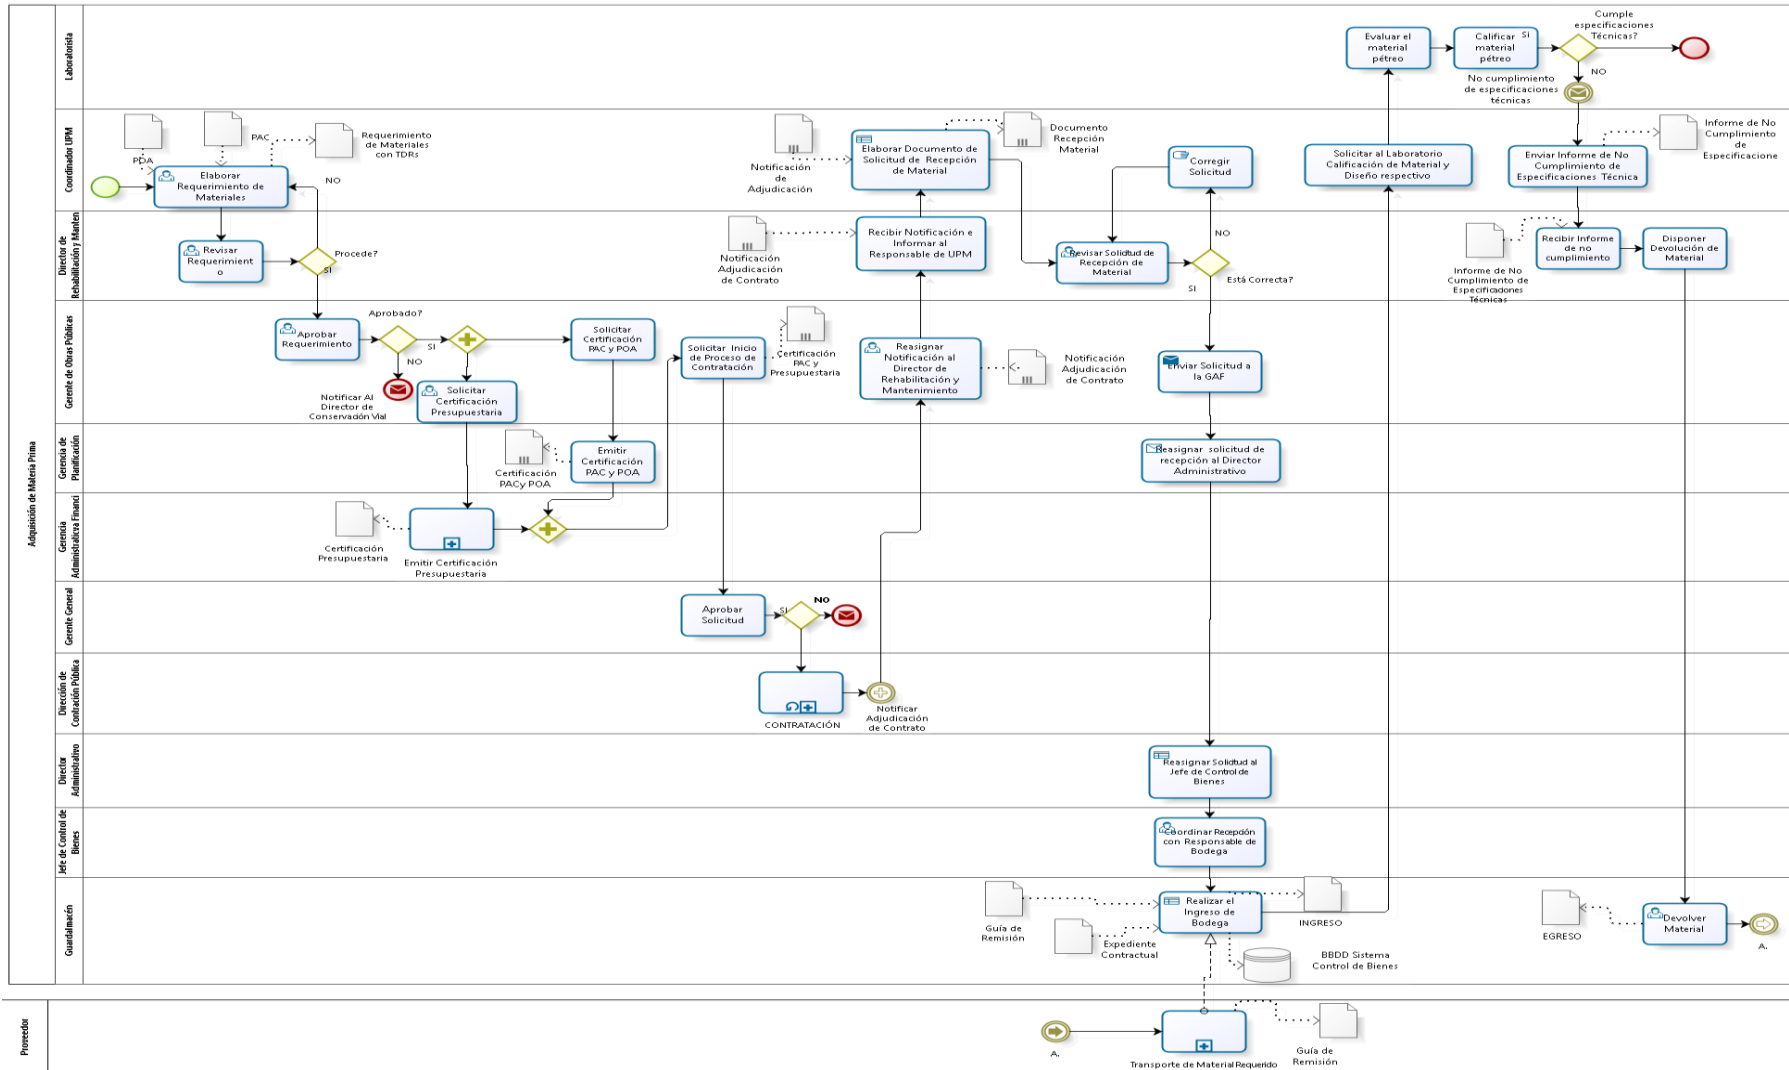 Adquisición de Materia Prima
Laboratorista
Evaluar el
material
pétreo
Calificar
material
pétreo
SI
Cumple
especificaciones
Técnicas?
NO
No cumplimiento
de especificaciones
técnicas
Coordinador UPM
POA
PAC
Requerimiento
de Materiales
con TDRs
Elaborar
Requerimiento de
Materiales
NO
Notificación
de
Adjudicación
Elaborar Documento de
Solicitud de Recepción
de Material
Documento
Recepción
Material
Corregir
Solicitud
Solicitar al Laboratorio
Calificación de Material y
Diseño respectivo
Enviar Informe de No
Cumplimiento de
Especificaciones Técnica
Informe de No
Cumplimiento
de
Especificacione
Director de
Rehabilitación y Manten
Revisar
Requerimient
o
Procede?
SI
Notificación
Adjudicación
de Contrato
Recibir Notificación e
Informar al
Responsable de UPM
Revisar Solicitud de
Recepción de
Material
NO
Está Correcta?
SI
Informe de No
Cumplimiento de
Especificaciones
Técnicas
Recibir Informe
de no
cumplimiento
Disponer
Devolución de
Material
Gerente de Obras Públicas
Aprobar
Requerimiento
Aprobado?
SI
NO
Notificar Al
Director de
Conservación Vial
Solicitar
Certificación
Presupuestaria
Solicitar
Certificación
PAC y POA
Solicitar Inicio
de Proceso de
Contratación
Certificación
PAC y
Presupuestaria
Reasignar
Notificación al
Director de
Rehabilitación y
Mantenimiento
Notificación
Adjudicación
de Contrato
Enviar Solicitud a
la GAF
Gerencia de
Planificación
Certificación
PACy POA
Emitir
Certificación
PAC y POA
Reasignar solicitud de
recepción al Director
Administrativo
Gerencia
Administraticva Financi
Certificación
Presupuestaria
Emitir Certificación
Presupuestaria
Gerente General
Aprobar
Solicitud
SI
NO
Dirección de
Contración Pública
CONTRATACIÓN
Notificar
Adjudicación
de Contrato
Director
Administrativo
Reasignar Solicitud al
Jefe de Control de
Bienes
Jefe de Control de
Bienes
Coordinar Recepción
con Responsable de
Bodega
Guardalmacén
Guía de
Remisión
Expediente
Contractual
Realizar el
Ingreso de
Bodega
INGRESO
BBDD Sistema
Control de Bienes
EGRESO
Devolver
Material
A.
Proveedor
A.
Transporte de Material Requerido
Guía de
Remisión